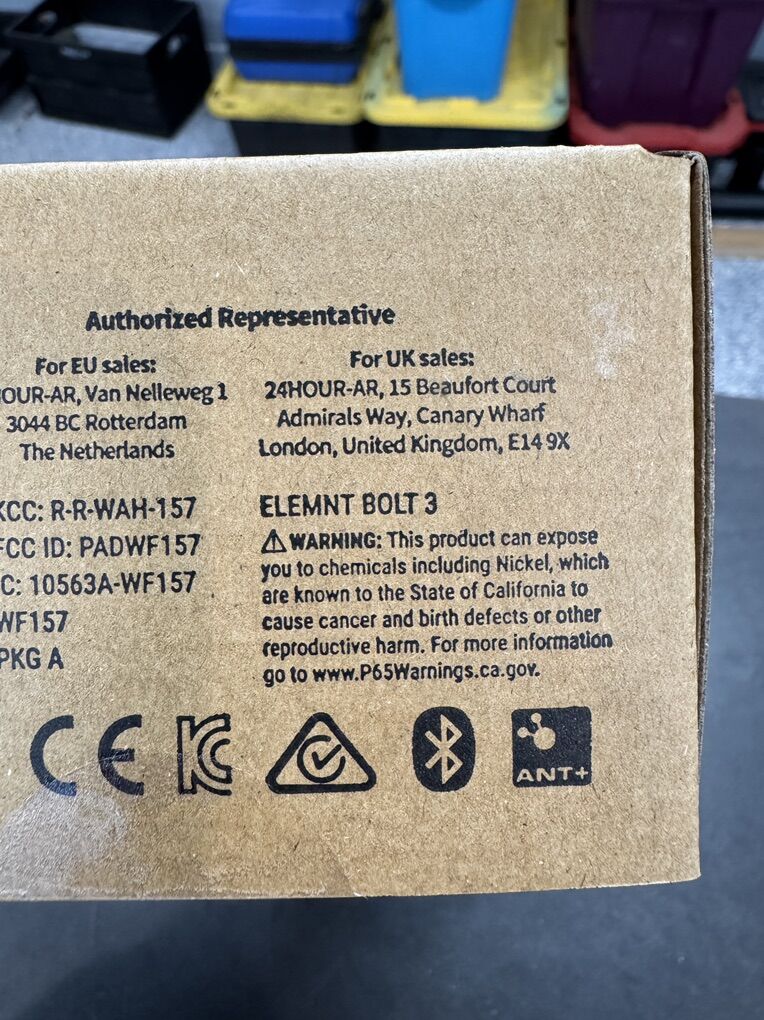 Authorized Representative
For EU sales:
OUR-AR, Van Nelleweg 1
3044 BC Rotterdam
The Netherlands
For UK sales:
24HOUR-AR, 15 Beaufort Court
Admirals Way, Canary Wharf
London, United Kingdom, E14 9X
KCC: R-R-WAH-157
FCC ID: PADWF157
C: 10563A-WF157
WF157
PKG A
ELEMNT BOLT 3
⚠ WARNING: This product can expose
you to chemicals including Nickel, which
are known to the State of California to
cause cancer and birth defects or other
reproductive harm. For more information
go to www.P65Warnings.ca.gov.
CE
ANT+